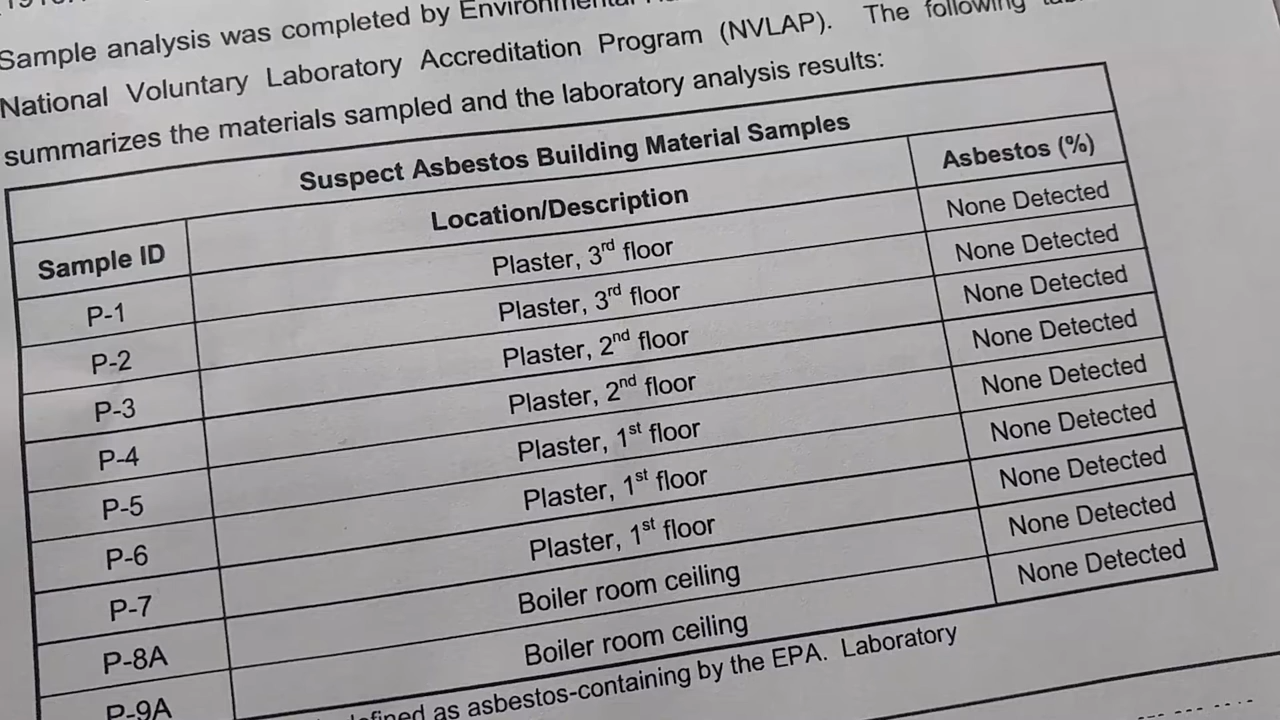 Sample analysis was completed by Environmental
National Voluntary Laboratory Accreditation Program (NVLAP). The following
summarizes the materials sampled and the laboratory analysis results:
Suspect Asbestos Building Material Samples
Sample ID Location/Description Asbestos (%)
P-1 Plaster, 3rd floor None Detected
P-2 Plaster, 3rd floor None Detected
P-3 Plaster, 2nd floor None Detected
P-4 Plaster, 2nd floor None Detected
P-5 Plaster, 1st floor None Detected
P-6 Plaster, 1st floor None Detected
P-7 Plaster, 1st floor None Detected
P-8A Boiler room ceiling None Detected
P-9A Boiler room ceiling None Detected
as asbestos-containing by the EPA. Laboratory